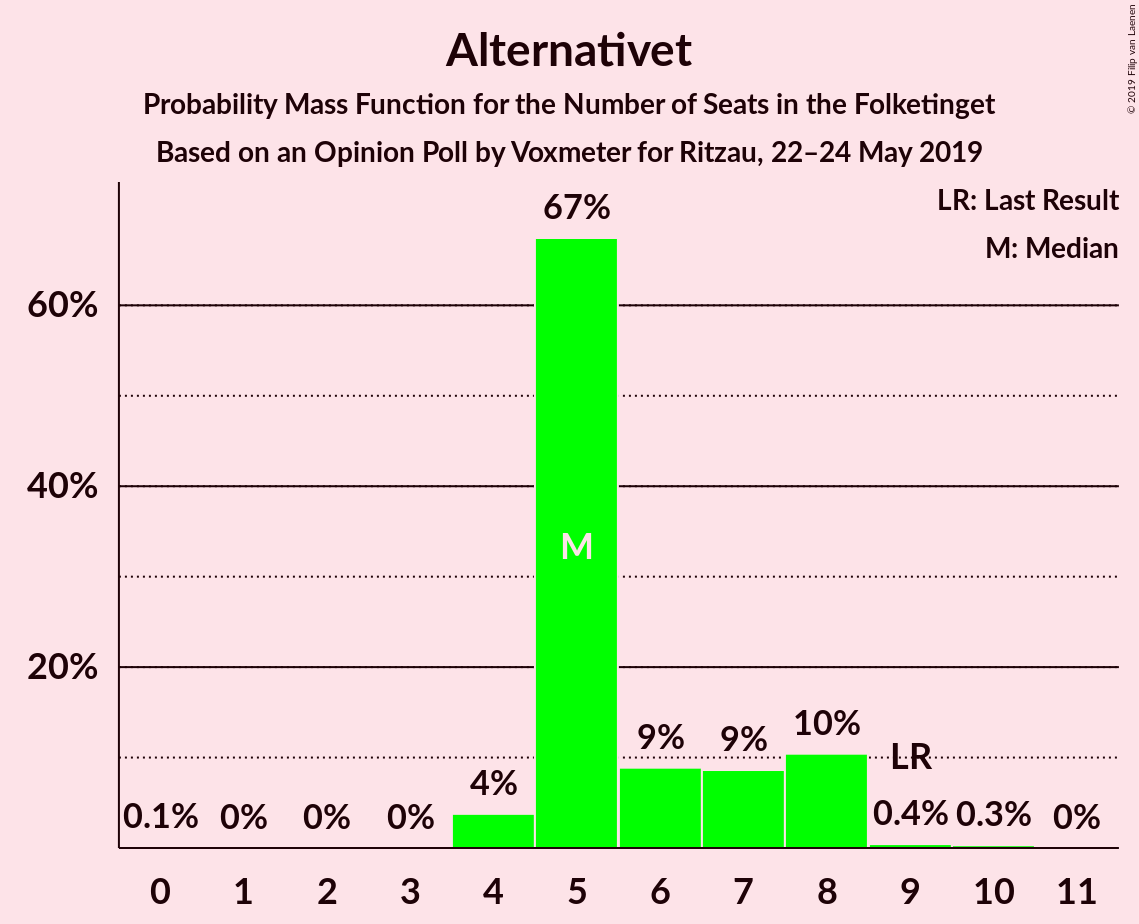 Alternativet
Probability Mass Function for the Number of Seats in the Folketinget
Based on an Opinion Poll by Voxmeter for Ritzau, 22–24 May 2019
© 2019 Filip van Laenen
LR: Last Result
M: Median
67%
60%
40%
M
20%
10%
9%
9%
LR
4%
0.1%
0%
0%
0%
0.4%
0.3%
0%
0 1 2 3 4 5 6 7 8 9 10 11